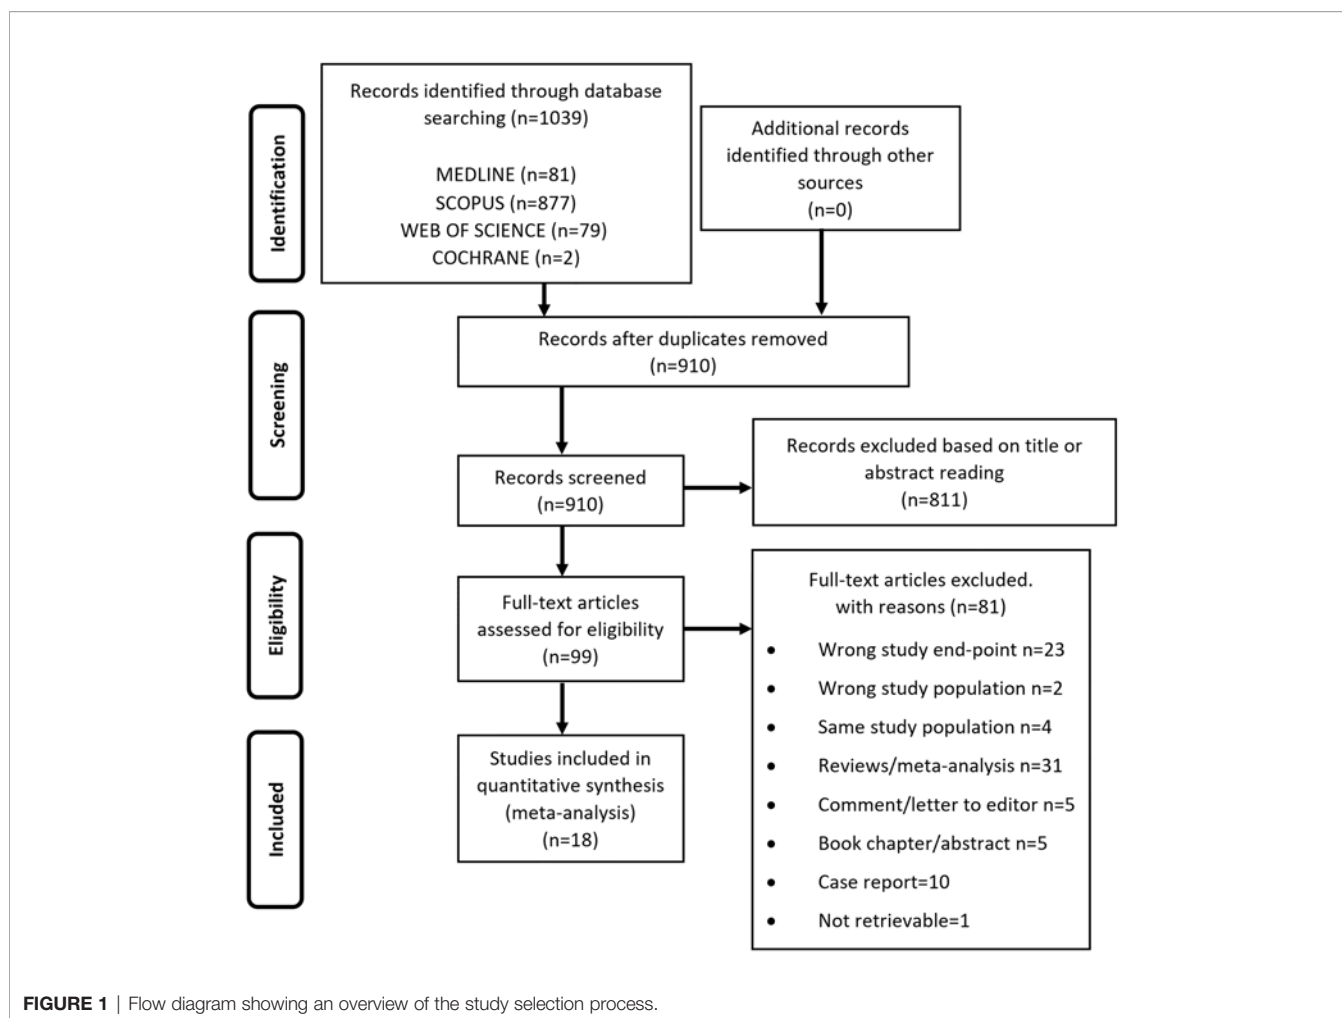 Identification
Records identified through database
searching (n=1039)
MEDLINE (n=81)
SCOPUS (n=877)
WEB OF SCIENCE (n=79)
COCHRANE (n=2)
Additional records
identified through other
sources
(n=0)
Screening
Records after duplicates removed
(n=910)
Records screened
(n=910)
Records excluded based on title or
abstract reading
(n=811)
Eligibility
Full-text articles
assessed for eligibility
(n=99)
Full-text articles excluded.
with reasons (n=81)
• Wrong study end-point n=23
• Wrong study population n=2
• Same study population n=4
• Reviews/meta-analysis n=31
• Comment/letter to editor n=5
• Book chapter/abstract n=5
• Case report=10
• Not retrievable=1
Included
Studies included in
quantitative synthesis
(meta-analysis)
(n=18)
FIGURE 1 | Flow diagram showing an overview of the study selection process.